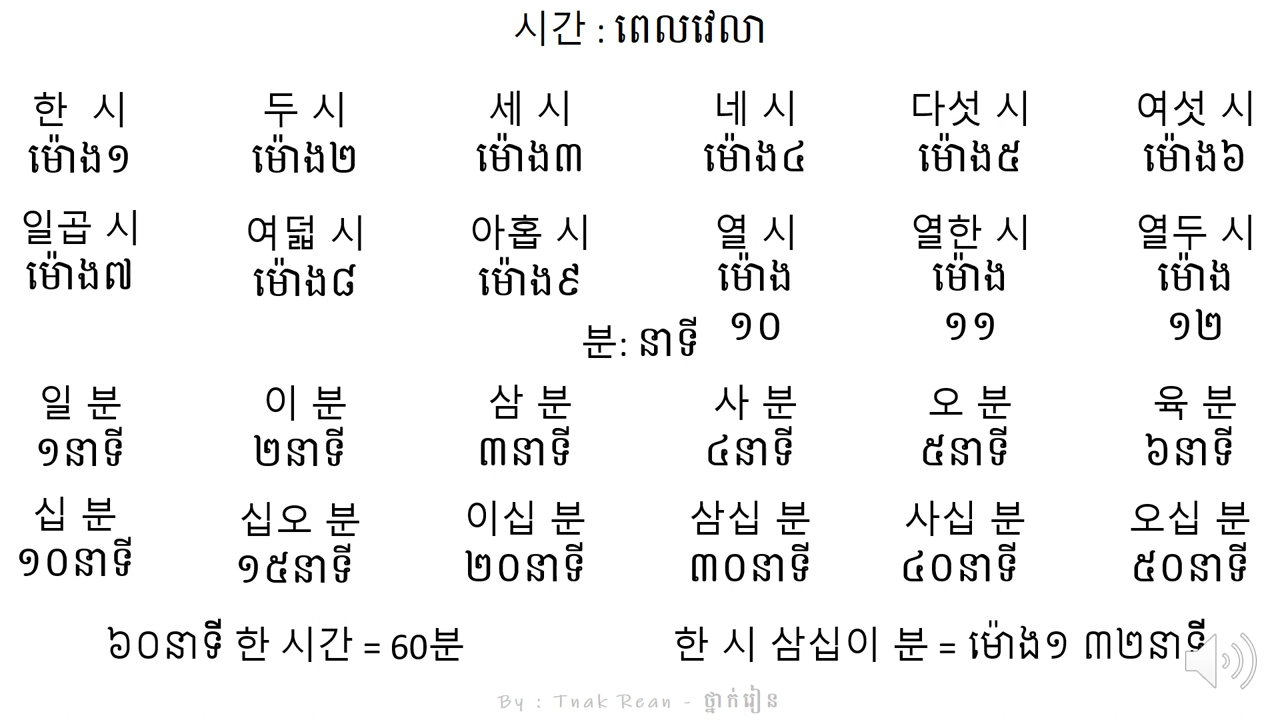 시간 : ពេលវេលា
한 시 두 시 세 시 네 시 다섯 시 여섯 시
ម៉ោង១ ម៉ោង២ ម៉ោង៣ ម៉ោង៤ ម៉ោង៥ ម៉ោង៦
일곱 시 여덟 시 아홉 시 열 시 열한 시 열두 시
ម៉ោង៧ ម៉ោង៨ ម៉ោង៩ ម៉ោង ម៉ោង ម៉ោង
១០ ១១ ១២
분: នាទី
일 분 이 분 삼 분 사 분 오 분 육 분
១នាទី ២នាទី ៣នាទី ៤នាទី ៥នាទី ៦នាទី
십 분 십오 분 이십 분 삼십 분 사십 분 오십 분
១០នាទី ១៥នាទី ២០នាទី ៣០នាទី ៤០នាទី ៥០នាទី
៦០នាទី 한 시간 = 60분
한 시 삼십이 분 = ម៉ោង១ ៣២នាទី
By : Tnak Rean - ថ្នាក់រៀន